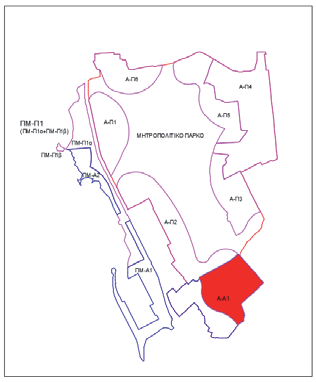 Α-Π6
Α-Π4
ΠΜ-Π1
(ΠΜ-Π1α+ΠΜ-Π1β)
Α-Π1
Α-Π5
ΜΗΤΡΟΠΟΛΙΤΙΚΟ ΠΑΡΚΟ
ΠΜ-Π1α
ΠΜ-Π1β
ΠΜ-Α2
Α-Π3
Α-Π2
ΠΜ-Α1
Α-Α1